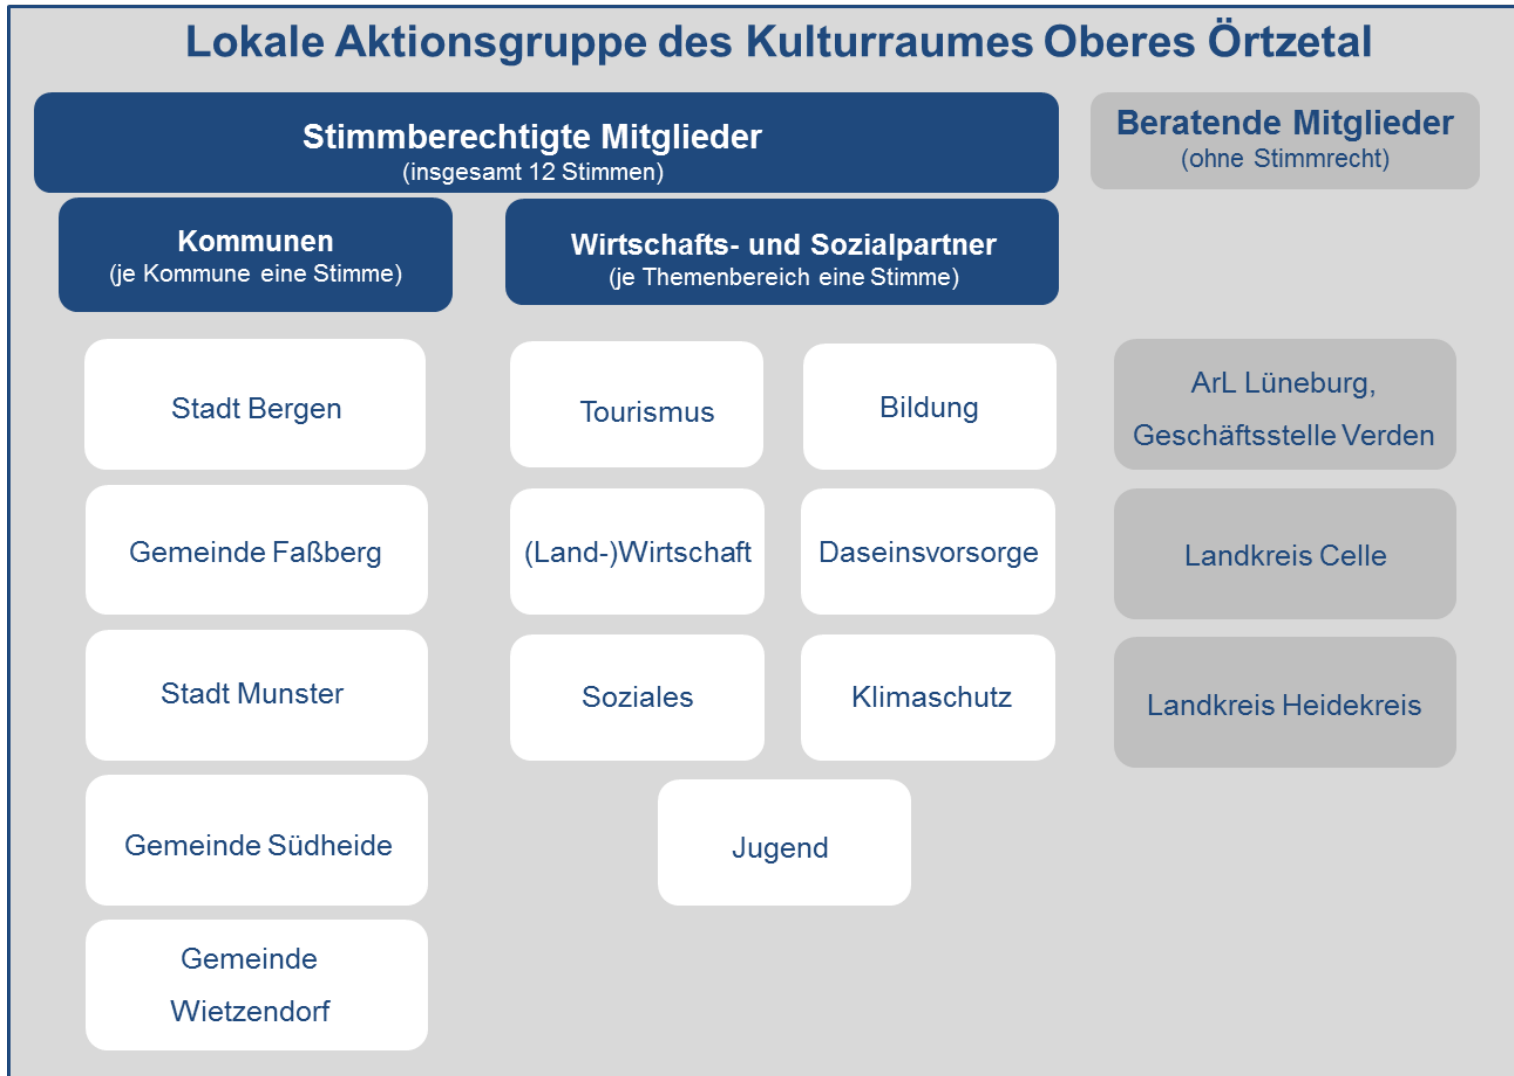 Lokale Aktionsgruppe des Kulturraumes Oberes Örtzetal
Stimmberechtigte Mitglieder
(insgesamt 12 Stimmen)
Beratende Mitglieder
(ohne Stimmrecht)
Kommunen
(je Kommune eine Stimme)
Wirtschafts- und Sozialpartner
(je Themenbereich eine Stimme)
Stadt Bergen
Gemeinde Faßberg
Stadt Munster
Gemeinde Südheide
Gemeinde
Wietzendorf
Tourismus
Bildung
(Land-)Wirtschaft
Daseinsvorsorge
Soziales
Klimaschutz
Jugend
ArL Lüneburg,
Geschäftsstelle Verden
Landkreis Celle
Landkreis Heidekreis